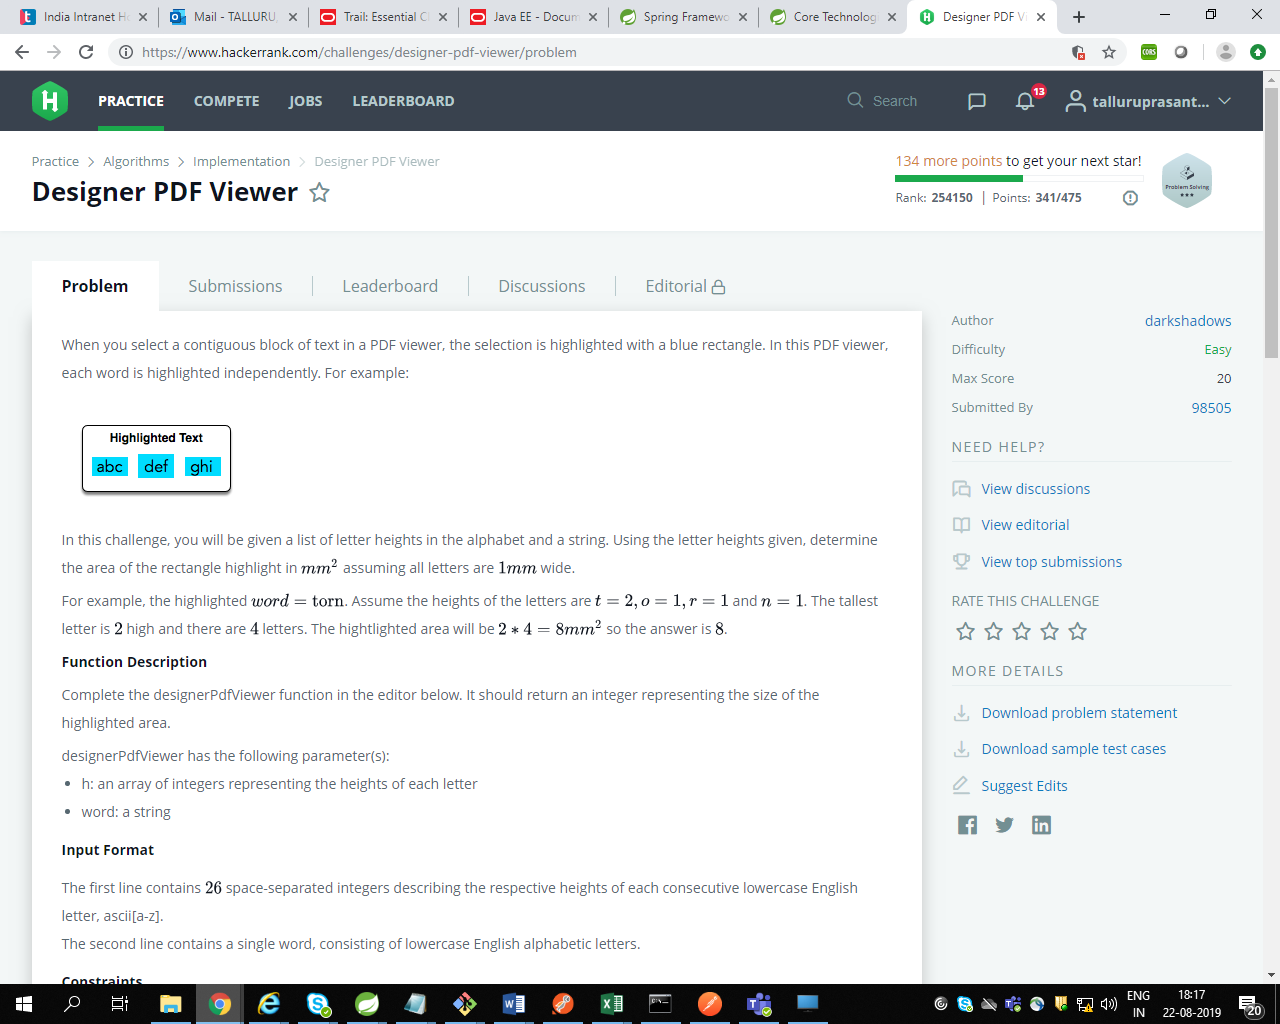 India Intranet Ho
Mail - TALLURU
Trail: Essential C
Java EE - Docum
Spring Framewo
Core Technolog
Designer PDF V
https://www.hackerrank.com/challenges/designer-pdf-viewer/problem
CORS
PRACTICE
COMPETE
JOBS
LEADERBOARD
Search
13
talluruprasant...
Practice > Algorithms > Implementation > Designer PDF Viewer
Designer PDF Viewer
134 more points to get your next star!
Rank: 254150 | Points: 341/475
Problem Solving
Problem
Submissions
Leaderboard
Discussions
Editorial
When you select a contiguous block of text in a PDF viewer, the selection is highlighted with a blue rectangle. In this PDF viewer,
each word is highlighted independently. For example:
Highlighted Text
abc def ghi
In this challenge, you will be given a list of letter heights in the alphabet and a string. Using the letter heights given, determine
the area of the rectangle highlight in mm² assuming all letters are 1mm wide.
For example, the highlighted word = torn. Assume the heights of the letters are t = 2, o = 1, r = 1 and n = 1. The tallest
letter is 2 high and there are 4 letters. The hightlighted area will be 2 * 4 = 8mm² so the answer is 8.
Function Description
Complete the designerPdfViewer function in the editor below. It should return an integer representing the size of the
highlighted area.
designerPdfViewer has the following parameter(s):
• h: an array of integers representing the heights of each letter
• word: a string
Input Format
The first line contains 26 space-separated integers describing the respective heights of each consecutive lowercase English
letter, ascii[a-z].
The second line contains a single word, consisting of lowercase English alphabetic letters.
Constraints
Author darkshadows
Difficulty Easy
Max Score 20
Submitted By 98505
NEED HELP?
View discussions
View editorial
View top submissions
RATE THIS CHALLENGE
MORE DETAILS
Download problem statement
Download sample test cases
Suggest Edits
ENG
IN
18:17
22-08-2019
20